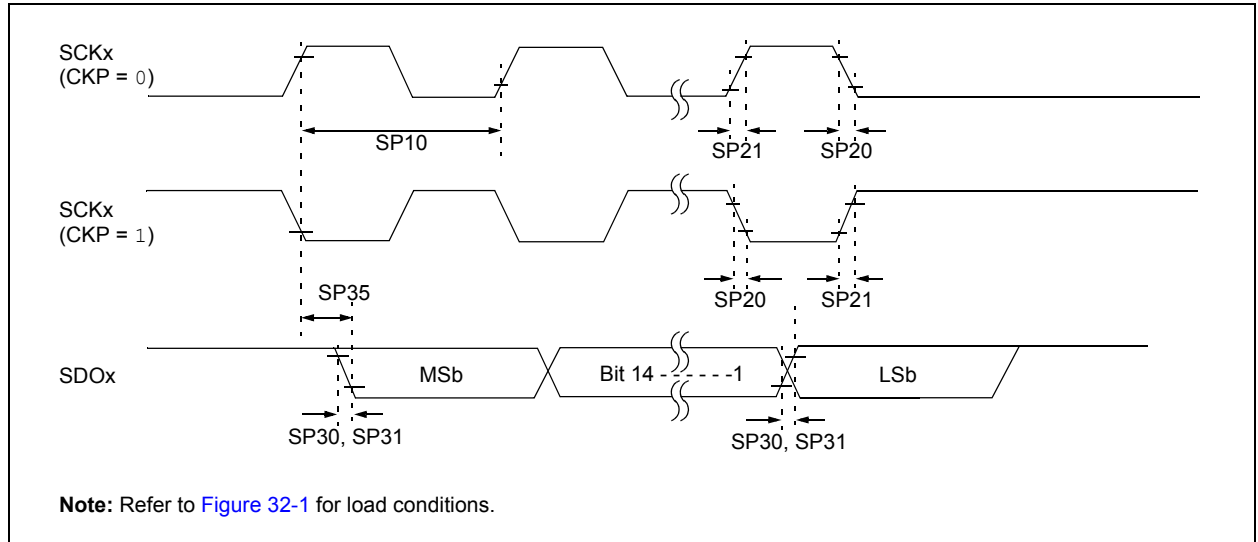 SCKx
(CKP = 0)
SP10
SP21
SP20
SCKx
(CKP = 1)
SP35
SP20
SP21
SDOx
MSb
Bit 14 - - - - - -1
LSb
SP30, SP31
SP30, SP31
Note: Refer to Figure 32-1 for load conditions.